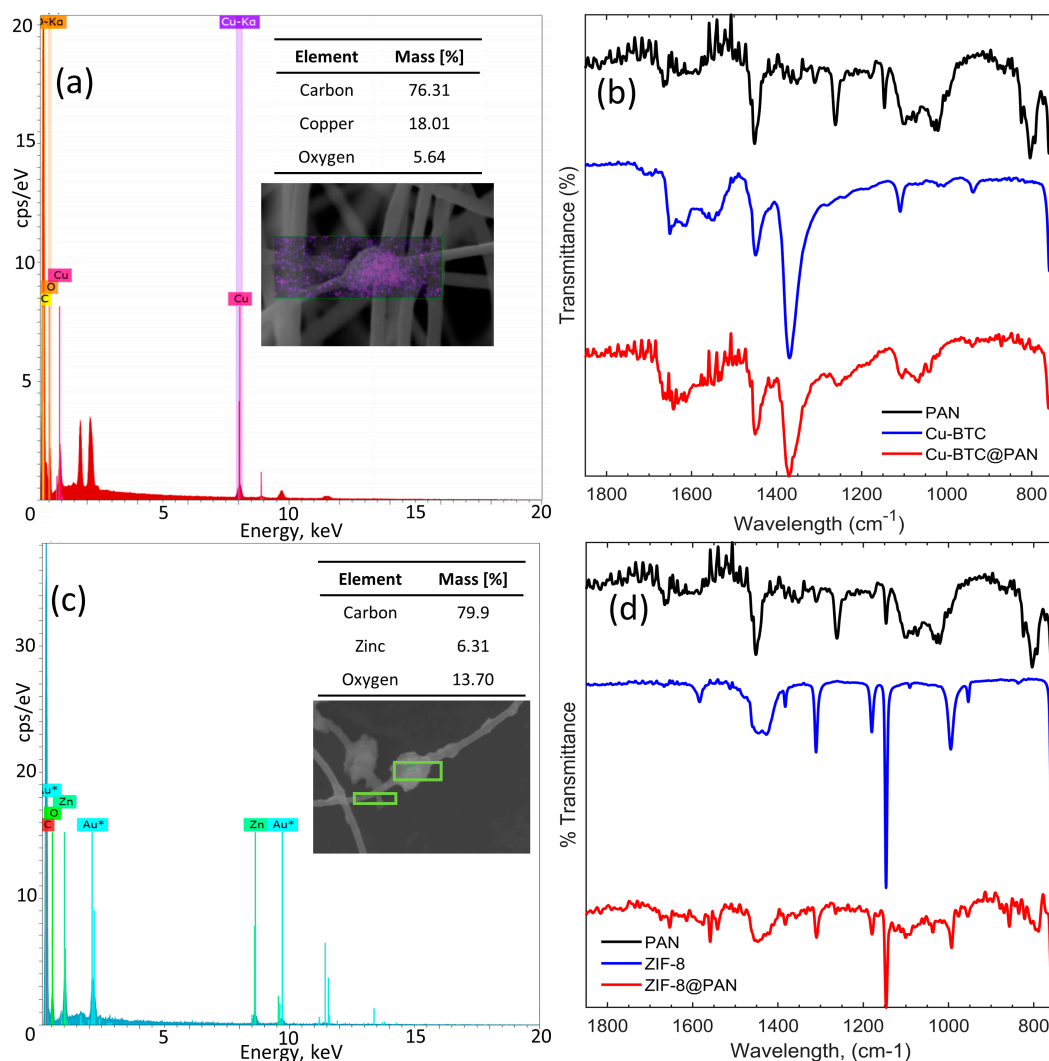 (a)
20
15
10
5
0
cps/eV
O-Ka
Cu-Ka
Cu
O
C
Cu
Element Mass [%]
Carbon 76.31
Copper 18.01
Oxygen 5.64
0 5 10 15 20
Energy, keV
(b)
Transmittance (%)
PAN
Cu-BTC
Cu-BTC@PAN
1800 1600 1400 1200 1000 800
Wavelength (cm-1)
(c)
30
20
10
0
cps/eV
Au*
Zn
O
C
Au*
Zn
Au*
Element Mass [%]
Carbon 79.9
Zinc 6.31
Oxygen 13.70
0 5 10 15 20
Energy, keV
(d)
% Transmittance
PAN
ZIF-8
ZIF-8@PAN
1800 1600 1400 1200 1000 800
Wavelength, (cm-1)